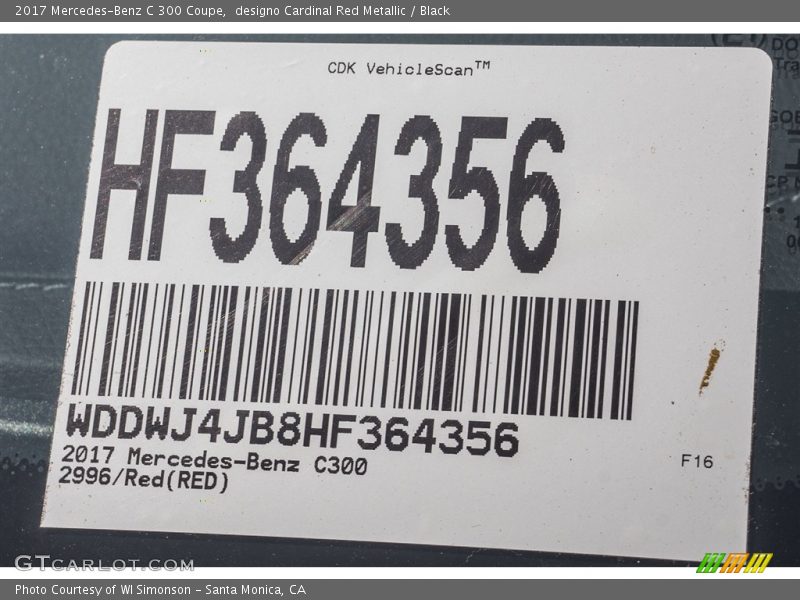 2017 Mercedes-Benz C 300 Coupe,  designo Cardinal Red Metallic / Black
CDK VehicleScan™
HF364356
WDDWJ4JB8HF364356
2017 Mercedes-Benz C300
2996/Red(RED)
F16
GTCARLOT.COM
Photo Courtesy of WI Simonson – Santa Monica, CA